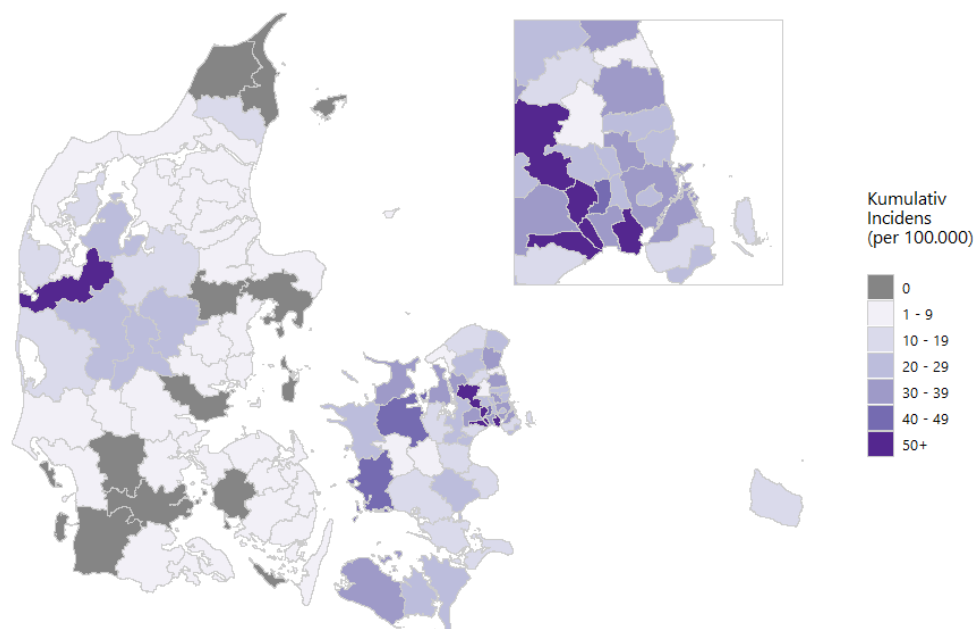 Kumulativ
Incidens
(per 100.000)
0
1 - 9
10 - 19
20 - 29
30 - 39
40 - 49
50+